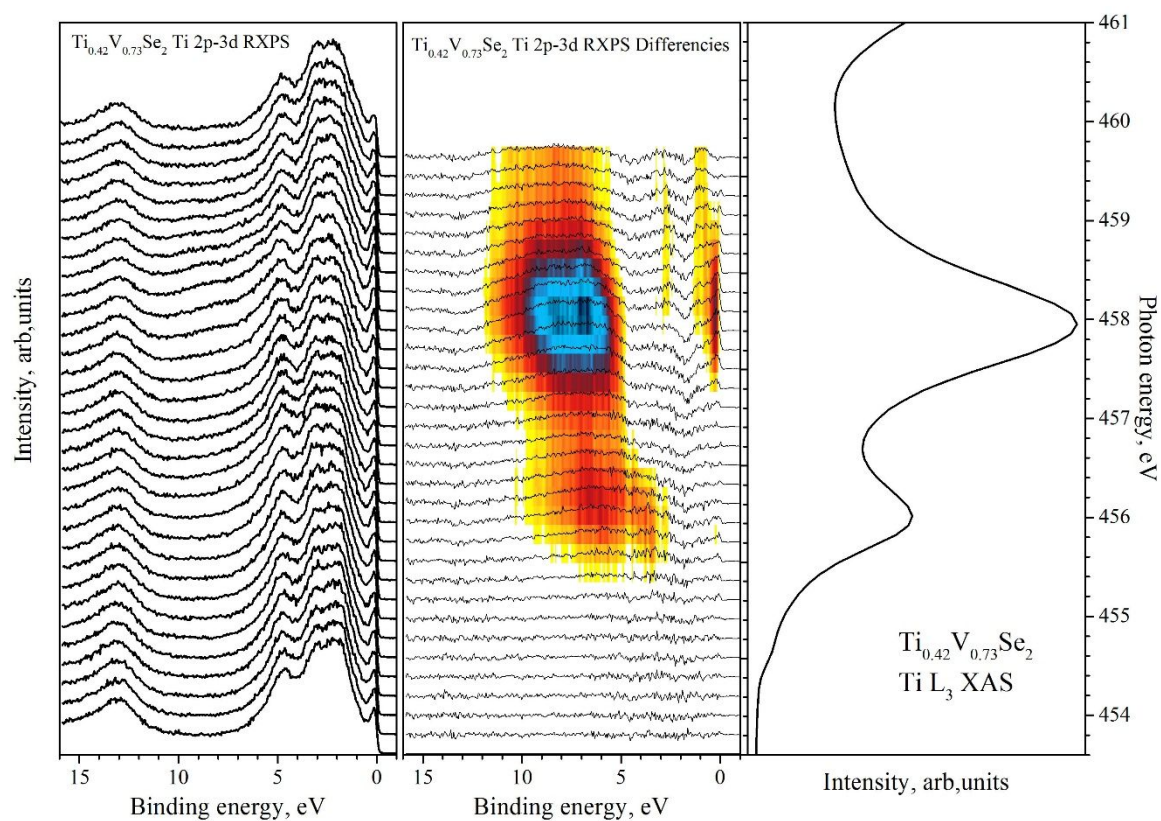 Ti0.42V0.73Se2 Ti 2p-3d RXPS
Ti0.42V0.73Se2 Ti 2p-3d RXPS Differencies
Intensity, arb,units
15 10 5 0
Binding energy, eV
15 10 5 0
Binding energy, eV
Ti0.42V0.73Se2
Ti L3 XAS
Intensity, arb,units
461
460
459
458
457
456
455
454
Photon energy, eV